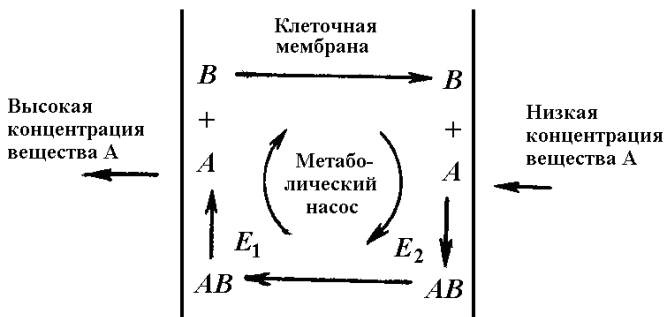 Клеточная
мембрана
B
B
Высокая
концентрация
вещества А
+
+
Низкая
концентрация
вещества А
Метабо-
лический
насос
A
A
E1
E2
AB
AB